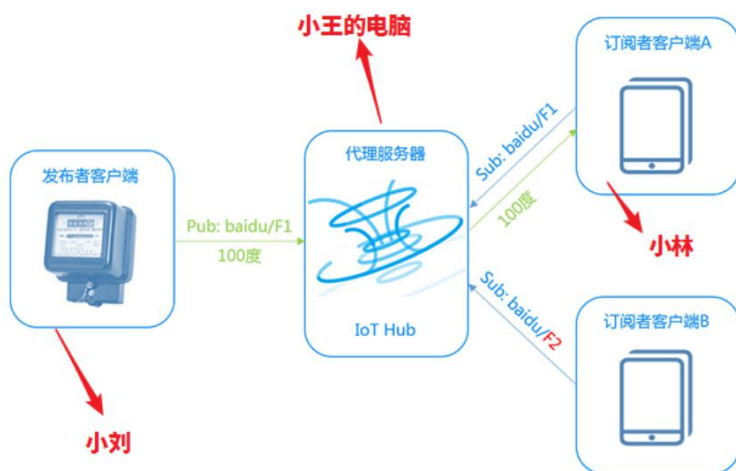 小王的电脑
订阅者客户端A
代理服务器
发布者客户端
Sub: baidu/F1
Pub: baidu/F1
100度
100度
小林
Sub: baidu/F2
订阅者客户端B
IoT Hub
小刘